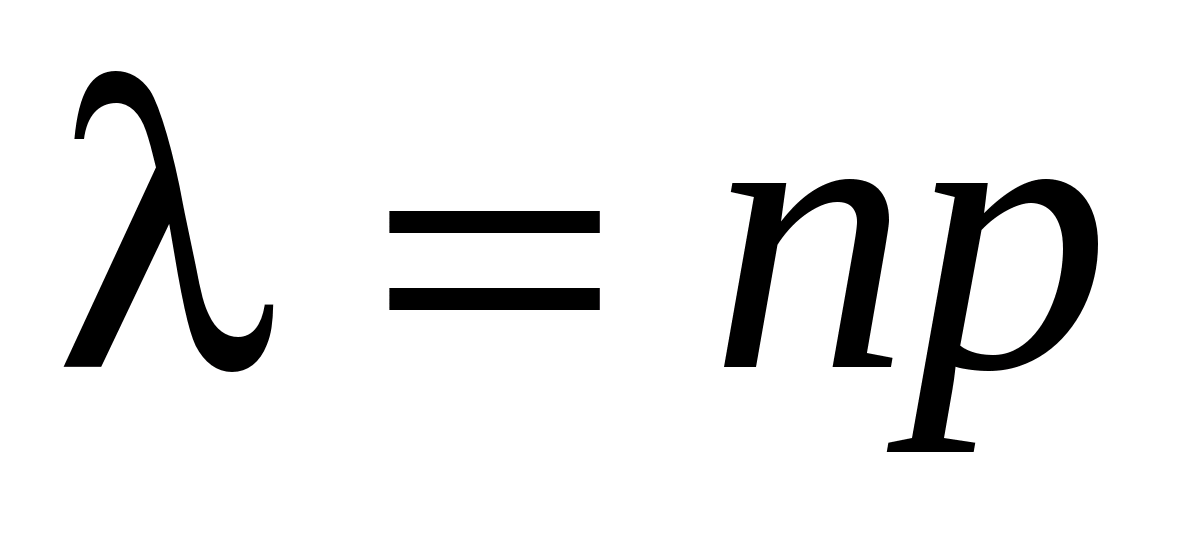 λ = np